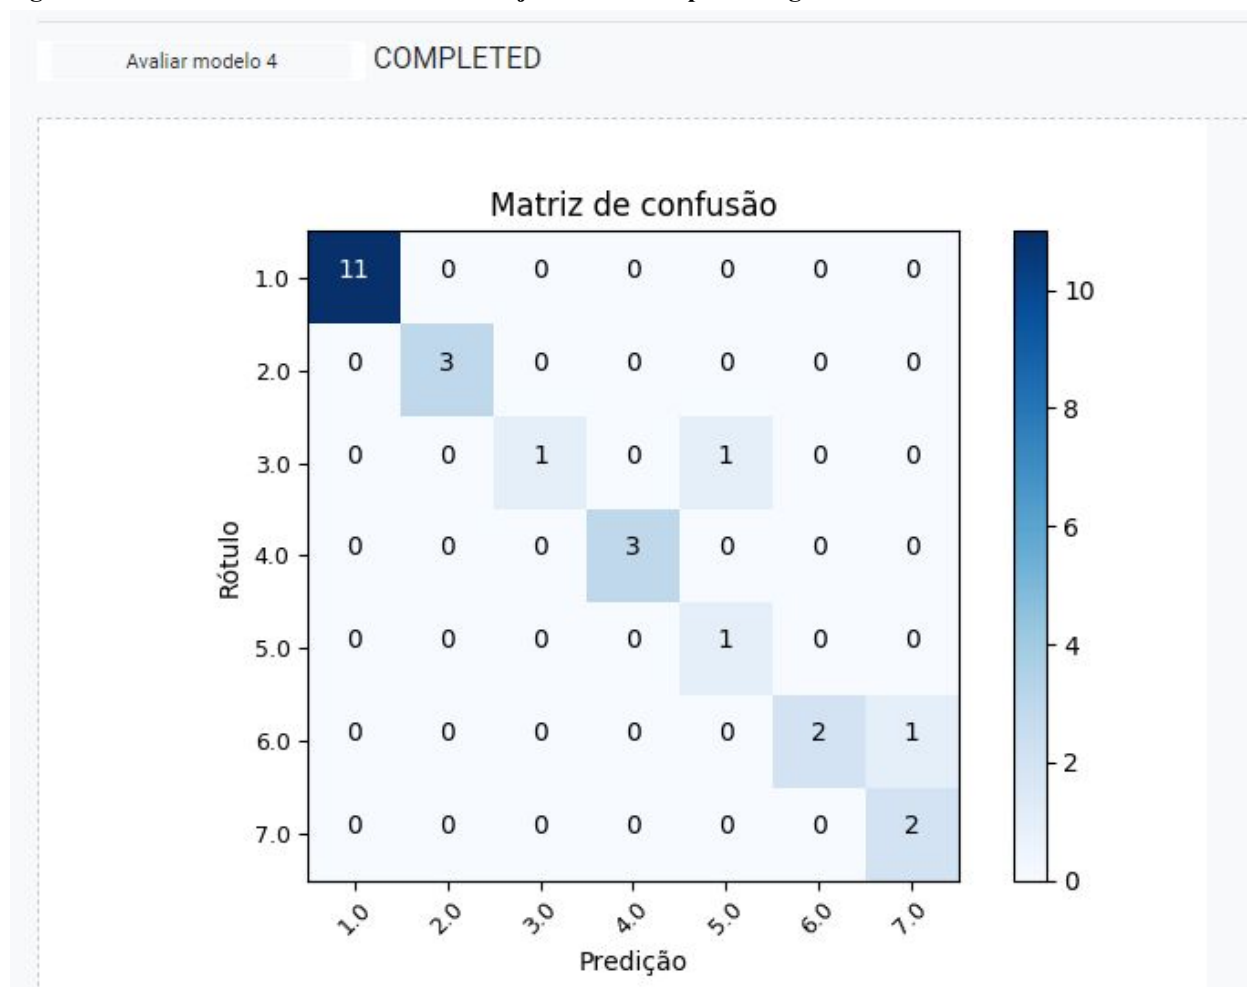 Avaliar modelo 4 COMPLETED
Matriz de confusão
1.0 11 0 0 0 0 0 0
2.0 0 3 0 0 0 0 0
3.0 0 0 1 0 1 0 0
4.0 0 0 0 3 0 0 0
5.0 0 0 0 0 1 0 0
6.0 0 0 0 0 0 2 1
7.0 0 0 0 0 0 0 2
Rótulo
1.0 2.0 3.0 4.0 5.0 6.0 7.0
Predição
10
8
6
4
2
0